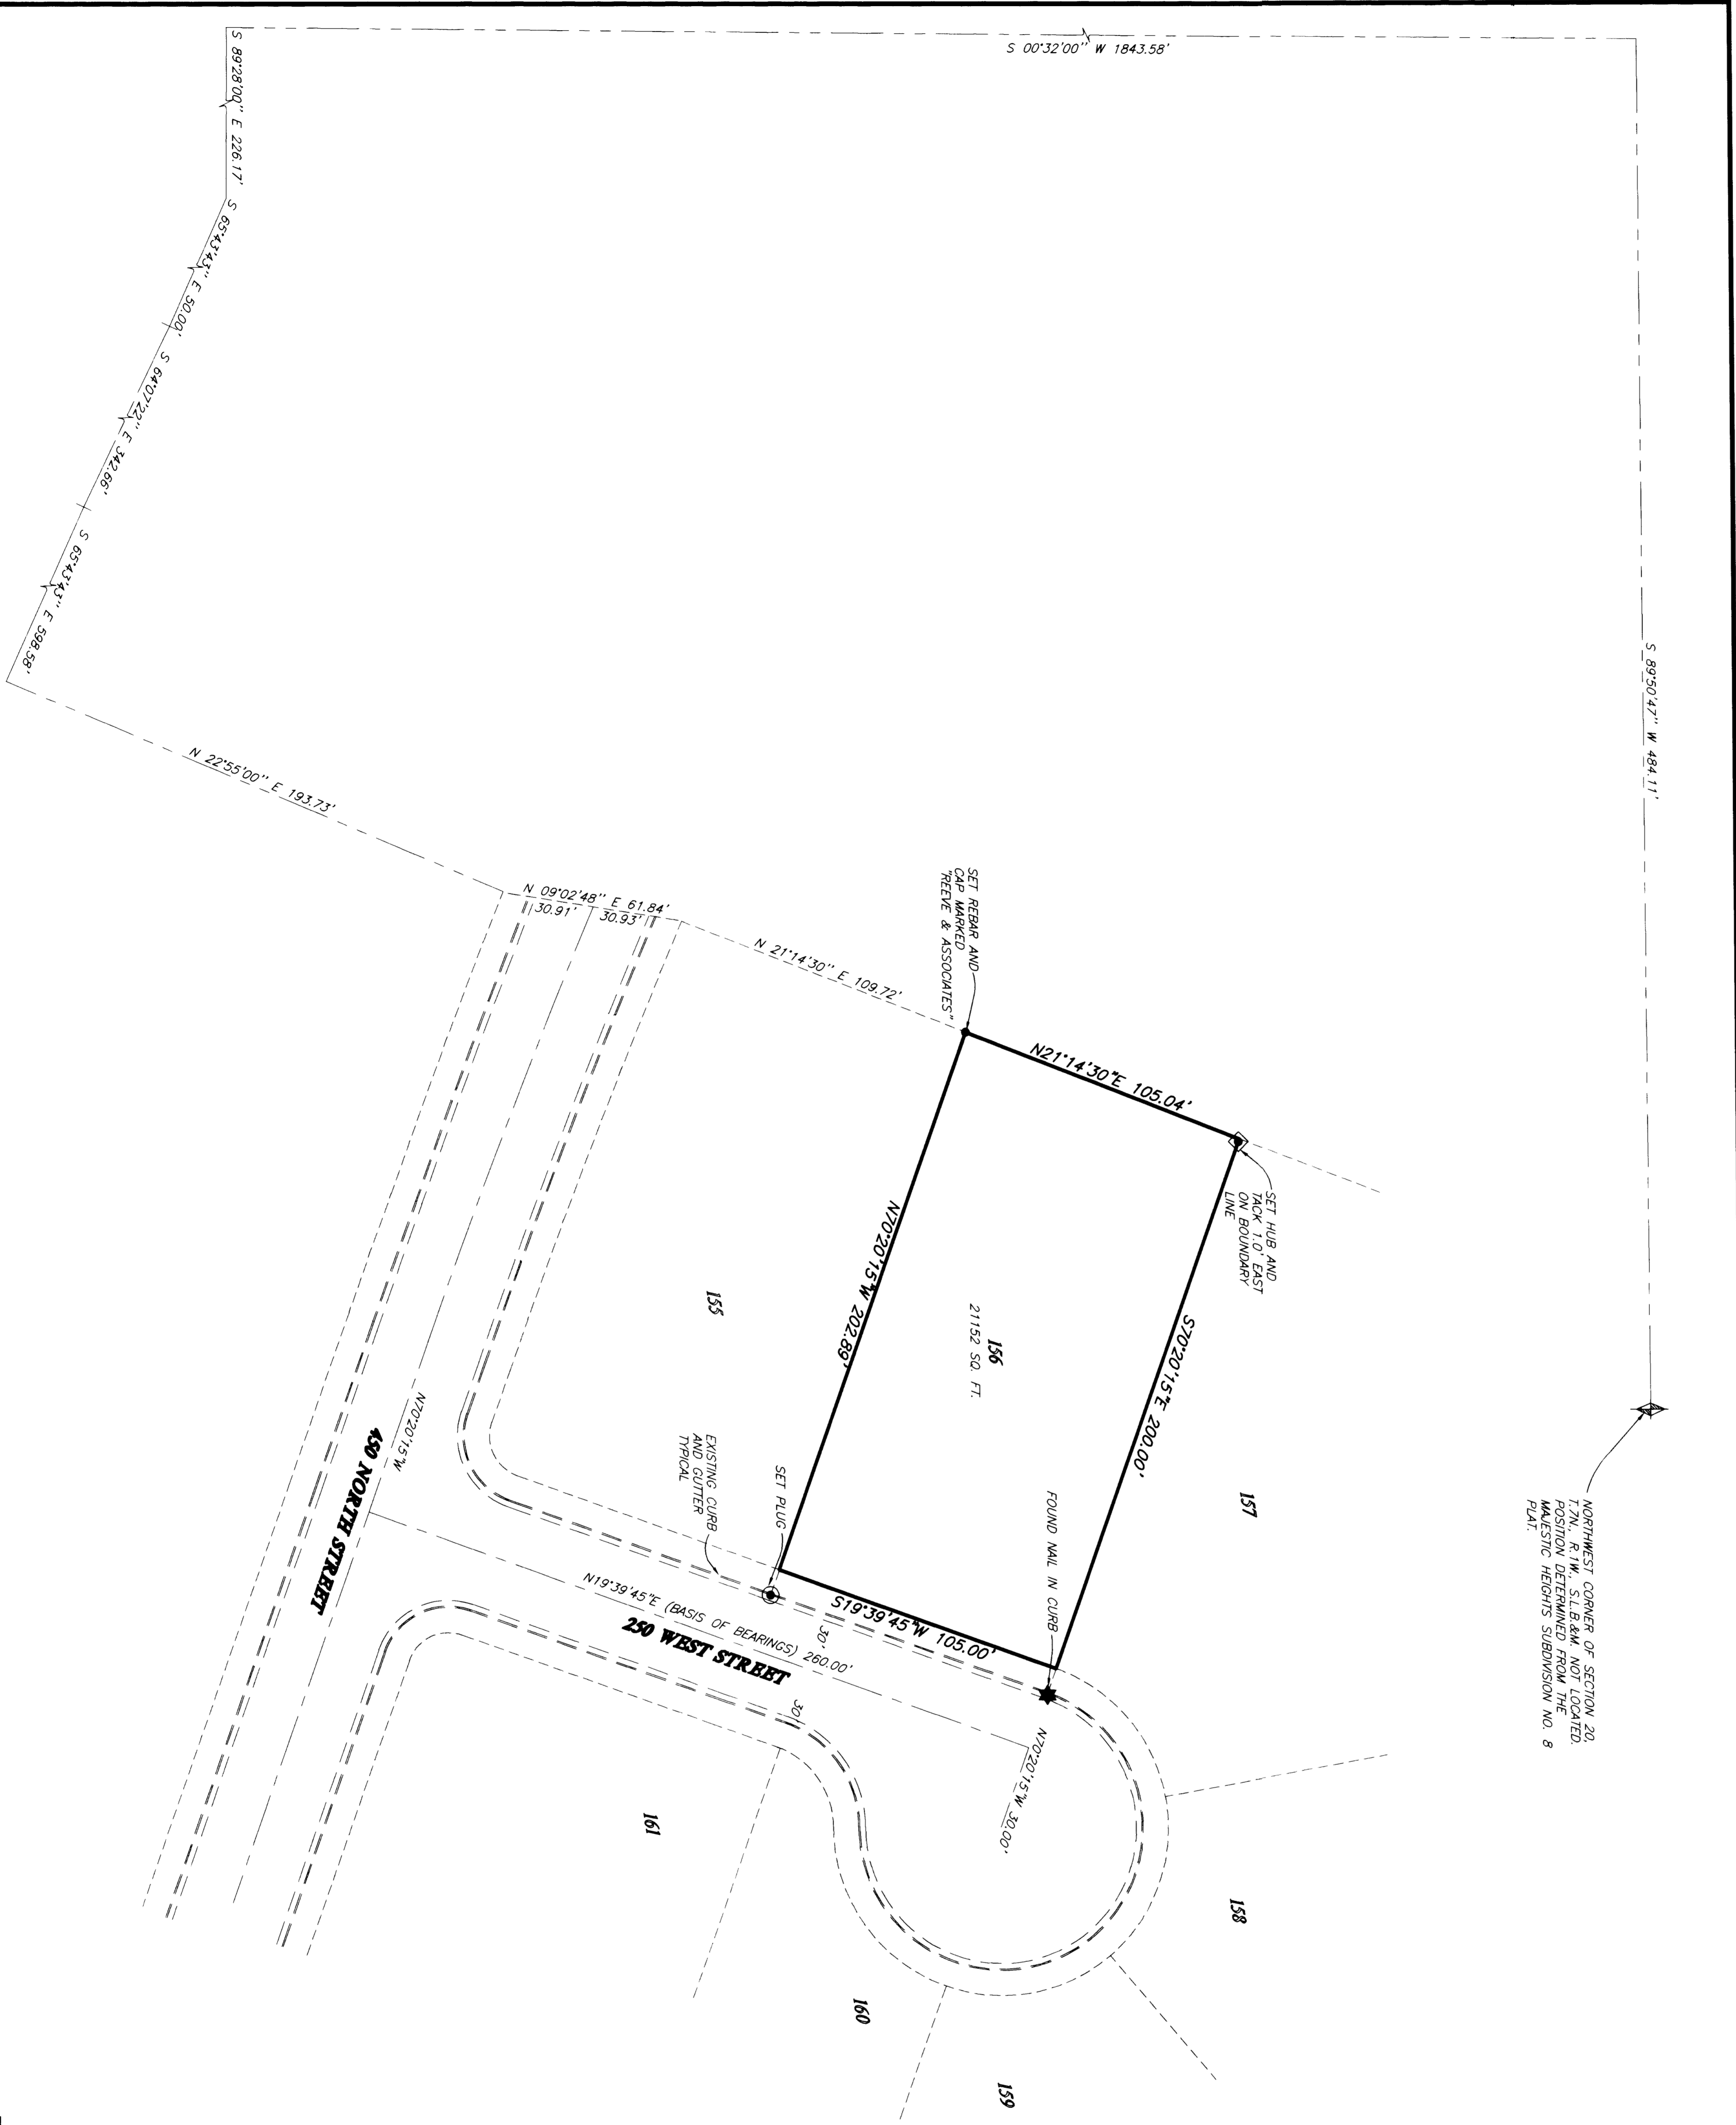 S 00°32'00" W 1843.58'
S 89°28'00" E 226.17'
S 65°43'43" E 50.00'
S 64°07'22" E 342.66'
S 65°43'43" E 598.58'
S 89°50'47" W 484.11'
NORTHWEST CORNER OF SECTION 20,
T.7N., R.1W., S.L.B.&M. NOT LOCATED.
POSITION DETERMINED FROM THE
MAJESTIC HEIGHTS SUBDIVISION NO. 8
PLAT.
N 22°55'00" E 193.73'
N 09°02'48" E 61.84'
30.91'
30.93'
N 21°14'30" E 109.72'
SET REBAR AND
CAP MARKED
"REEVE & ASSOCIATES"
N21°14'30"E 105.04'
SET HUB AND
TACK 1.0' EAST
ON BOUNDARY
LINE
S70°20'15"E 200.00'
N70°20'15"W 202.89'
156
21152 SQ. FT.
155
157
FOUND NAIL IN CURB
SET PLUG
EXISTING CURB
AND GUTTER
TYPICAL
S19°39'45"W 105.00'
30'
N19°39'45"E (BASIS OF BEARINGS) 260.00'
250 WEST STREET
30'
N70°20'15"W 30.00'
N70°20'15"W
450 NORTH STREET
161
158
160
159